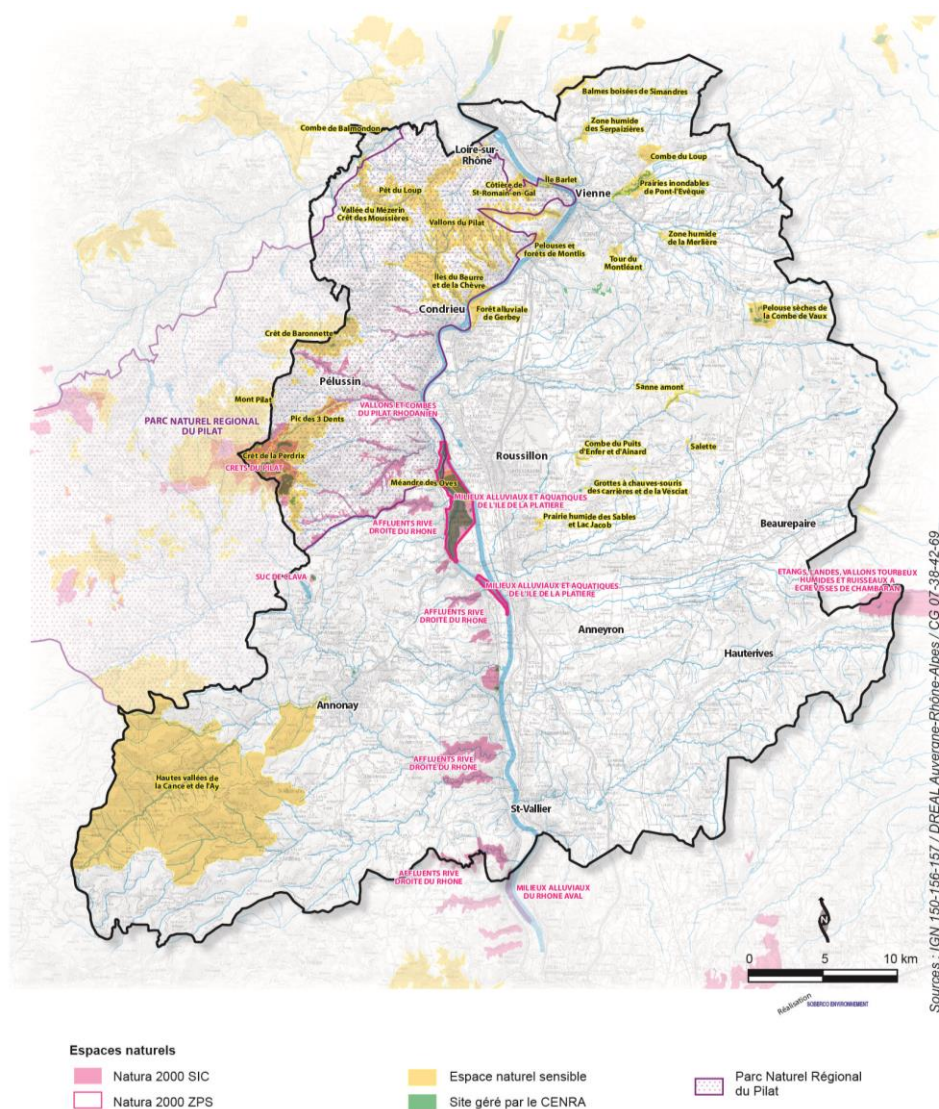 Balmes boisées de Simandres
Combe de Balmondon
Zone humide
des Serpaizières
Loire-sur-
Rhône
Combe du Loup
Pet du Loup
Côtière de
St-Romain-en-Gal
Île Barlet
Vienne
Prairies inondables
de Pont-l'Evêque
Vallée du Mézerin
Crêt des Moussières
Vallons du Pilat
Zone humide
de la Merlière
Pelouses et
forêts de Montlis
Tour du
Montléant
Îles du Beurre
et de la Chèvre
Condrieu
Forêt alluviale
de Gerbey
Pelouse sèches de
la Combe de Vaux
Crêt de Baronnette
Pélussin
Sanne amont
Mont Pilat
VALLONS ET COMBES
DU PILAT RHODANIEN
PARC NATUREL REGIONAL
DU PILAT
Pic des 3 Dents
Roussillon
Combe du Puits
d'Enfer et d'Ainard
Salette
Crêt de la Perdrix
CRETS DU PILAT
Méandre des Oves
Grottes à chauves-souris
des carrières et de la Vesciat
MILIEUX ALLUVIAUX ET AQUATIQUES
DE L'ILE DE LA PLATIERE
AFFLUENTS RIVE
DROITE DU RHONE
Prairie humide des Sables
et Lac Jacob
Beaurepaire
SUC DE CLAVA
MILIEUX ALLUVIAUX ET AQUATIQUES
DE L'ILE DE LA PLATIERE
ETANGS, LANDES, VALLONS TOURBEUX
HUMIDES ET RUISSEAUX A
ECREVISSES DE CHAMBARAN
AFFLUENTS RIVE
DROITE DU RHONE
Anneyron
Hauterives
Annonay
AFFLUENTS RIVE
DROITE DU RHONE
Hautes vallées de
la Cance et de l'Ay
St-Vallier
AFFLUENTS RIVE
DROITE DU RHONE
MILIEUX ALLUVIAUX
DU RHONE AVAL
N
0 5 10 km
Réalisation SOBERCO ENVIRONNEMENT
Sources : IGN 150-156-157 / DREAL Auvergne-Rhône-Alpes / CG 07-38-42-69
Espaces naturels
Natura 2000 SIC
Natura 2000 ZPS
Espace naturel sensible
Site géré par le CENRA
Parc Naturel Régional
du Pilat